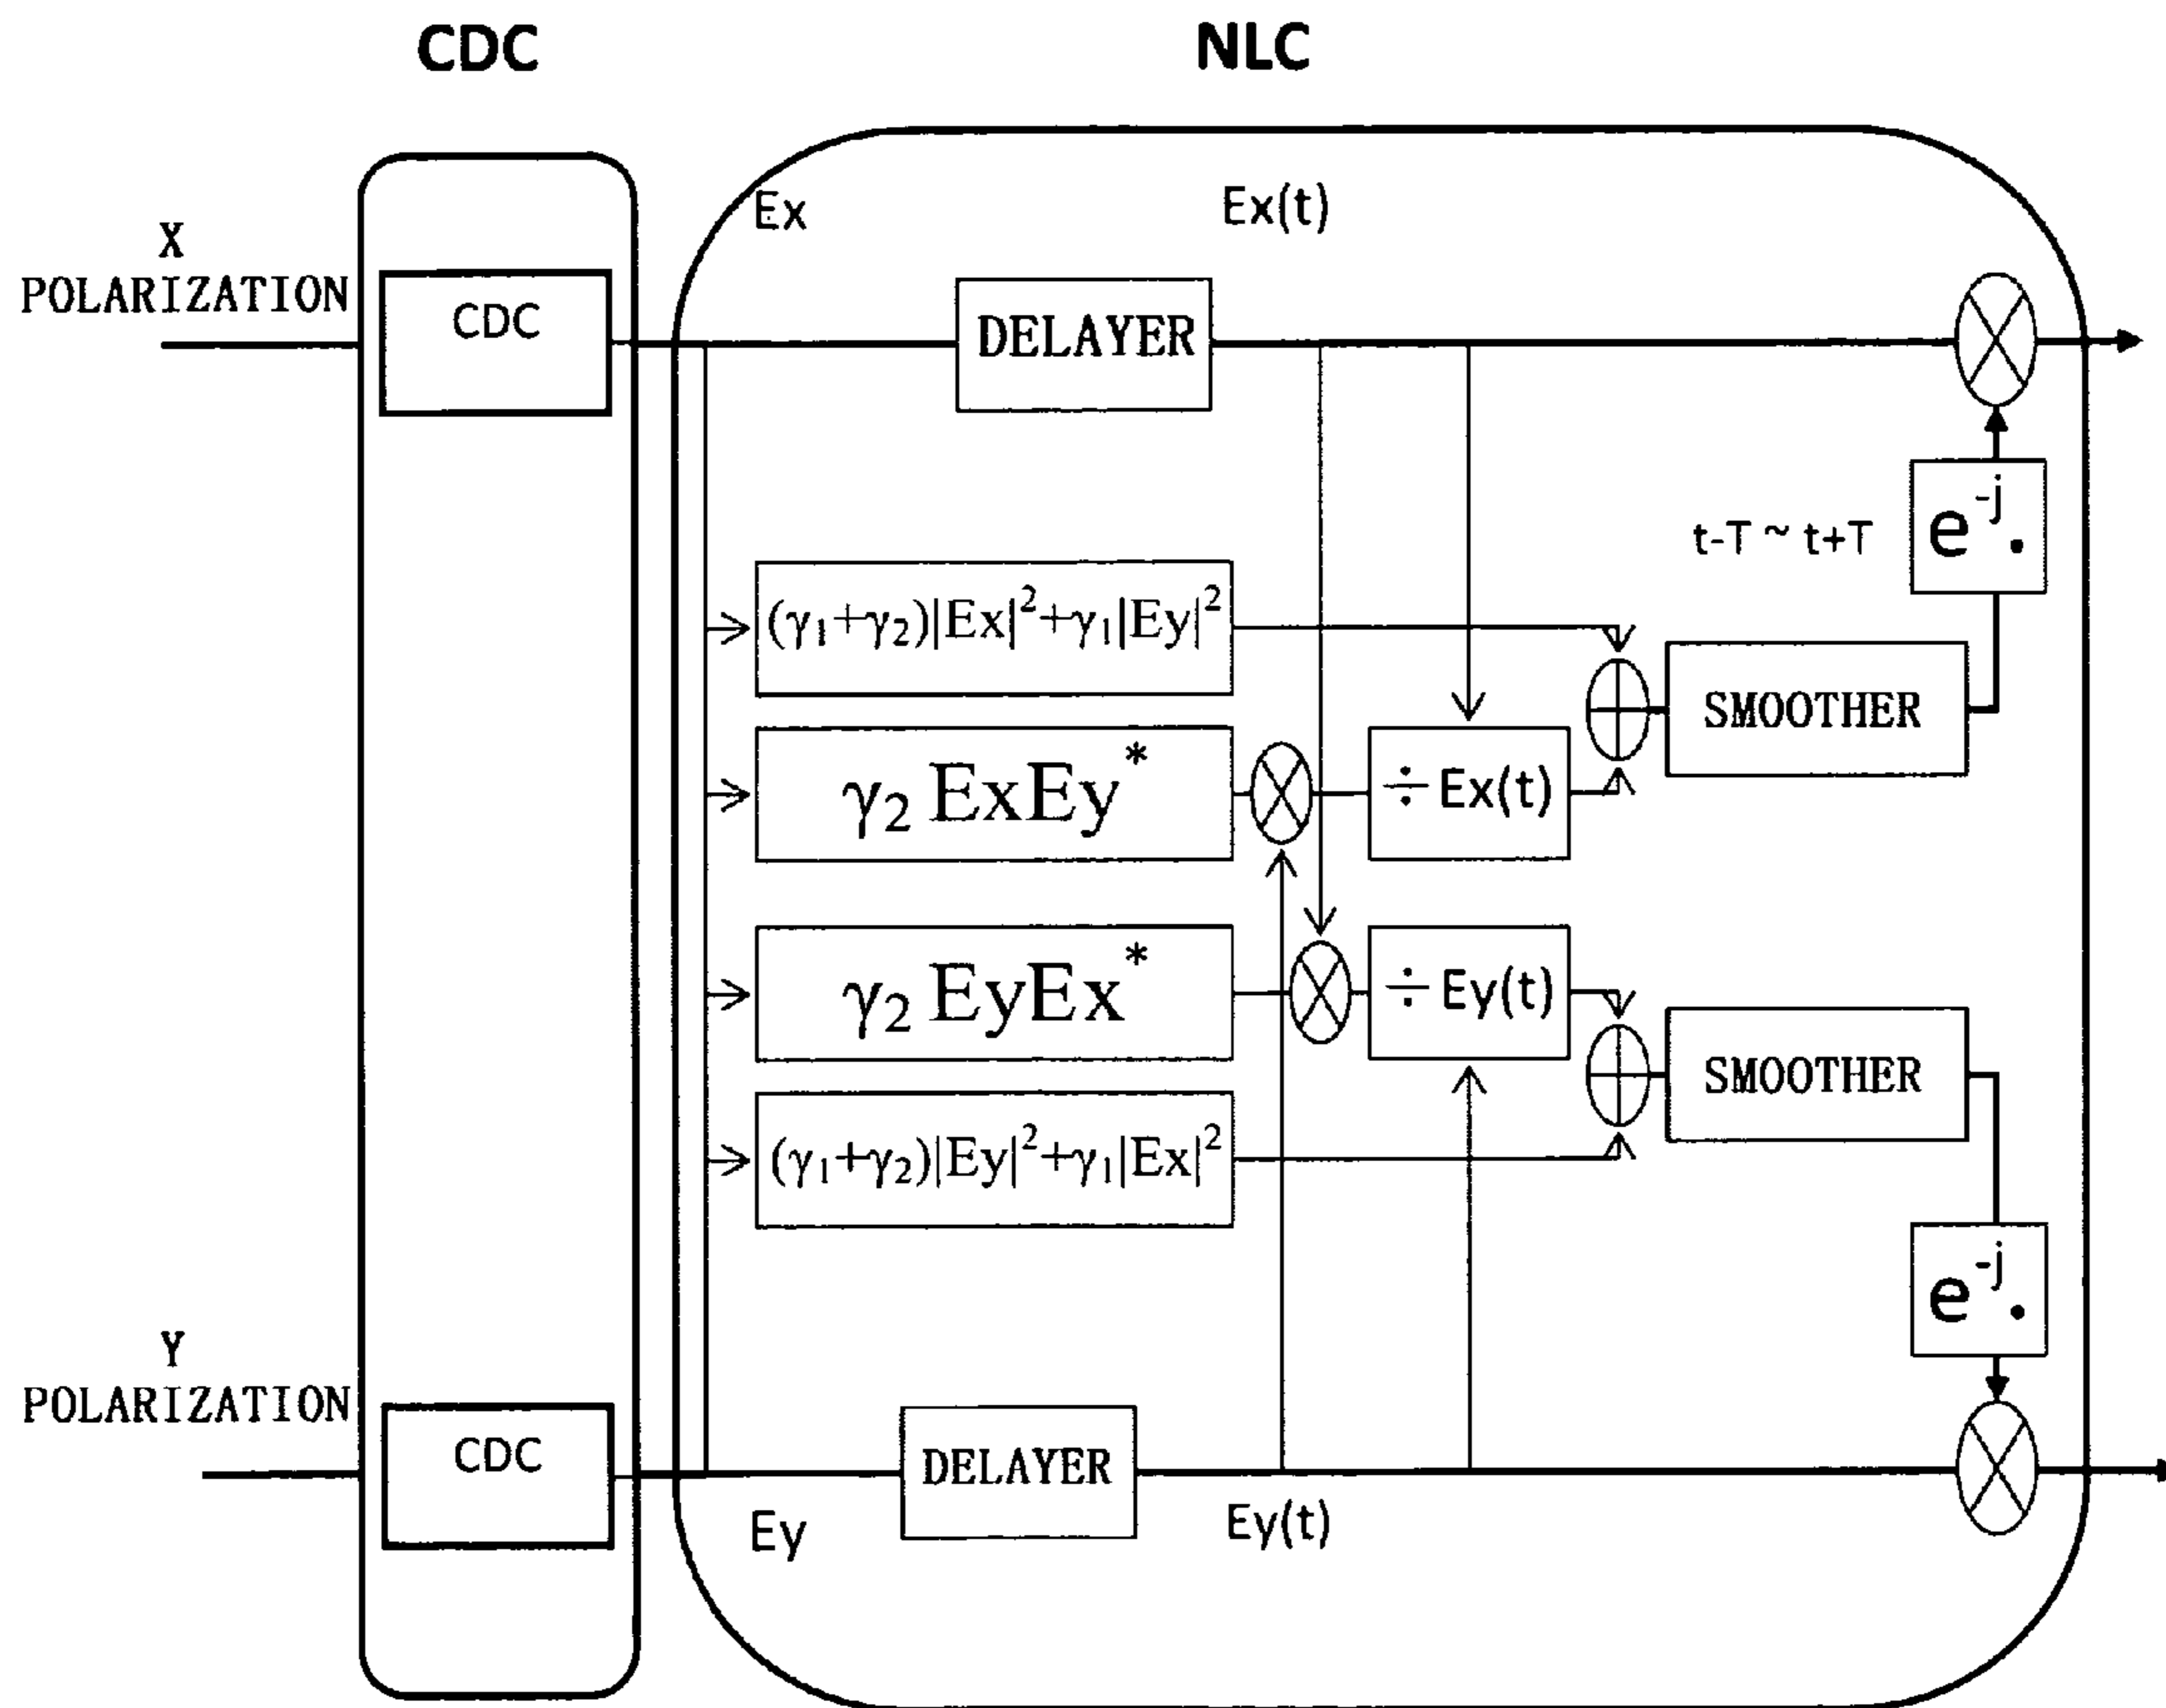 CDC
NLC
Ex
Ex(t)
X
POLARIZATION
CDC
DELAYER
e^-j.
t-T ~ t+T
(γ₁+γ₂)|Ex|²+γ₁|Ey|²
SMOOTHER
γ₂ ExEy*
÷ Ex(t)
γ₂ EyEx*
÷ Ey(t)
SMOOTHER
(γ₁+γ₂)|Ey|²+γ₁|Ex|²
e^-j.
Y
POLARIZATION
CDC
DELAYER
Ey
Ey(t)